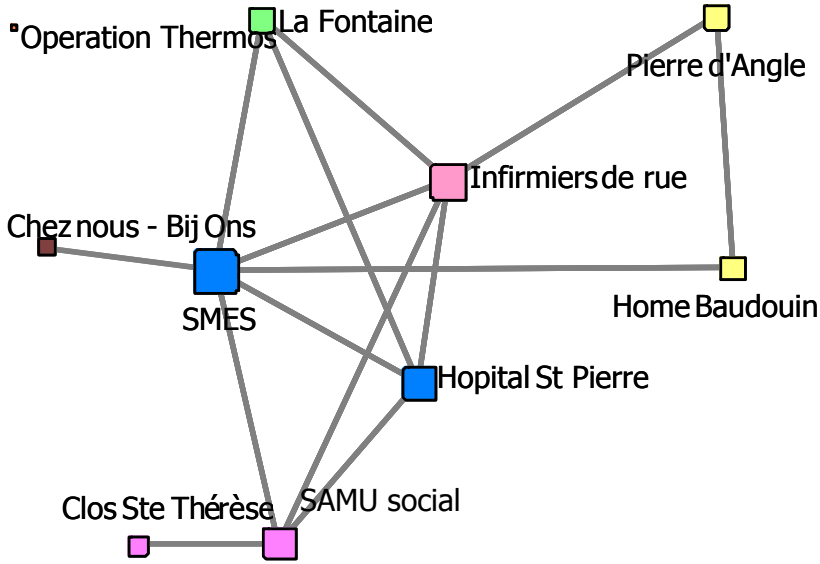 La Fontaine
Operation Thermos
Pierre d'Angle
Infirmiers de rue
Chez nous - Bij Ons
Home Baudouin
SMES
Hopital St Pierre
SAMU social
Clos Ste Thérèse